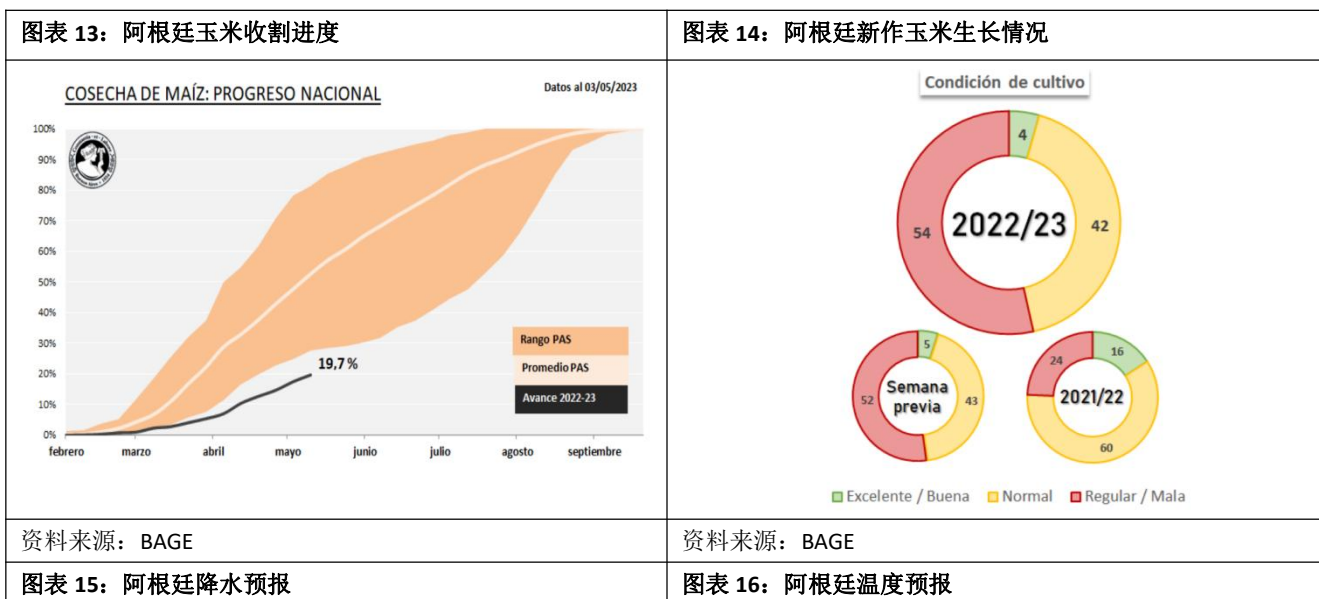 图表 13：阿根廷玉米收割进度
图表 14：阿根廷新作玉米生长情况
COSECHA DE MAÍZ: PROGRESO NACIONAL
Datos al 03/05/2023
100%
90%
80%
70%
60%
50%
40%
30%
20%
10%
0%
19,7 %
Rango PAS
Promedio PAS
Avance 2022-23
febrero marzo abril mayo junio julio agosto septiembre
Condición de cultivo
4
54
2022/23
42
5
52
Semana
previa
43
16
24
2021/22
60
Excelente / Buena Normal Regular / Mala
资料来源：BAGE
资料来源：BAGE
图表 15：阿根廷降水预报
图表 16：阿根廷温度预报